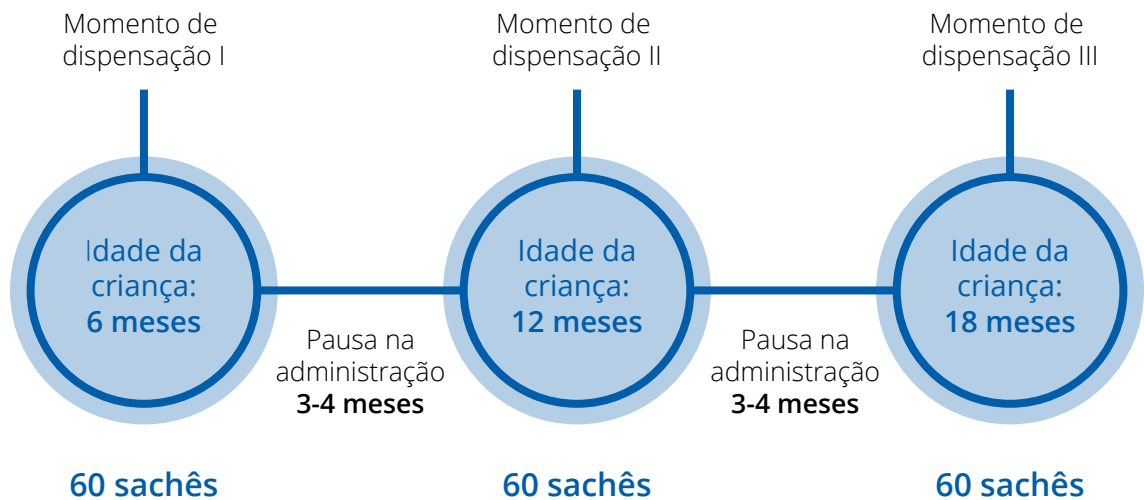 Momento de
dispensação I
Momento de
dispensação II
Momento de
dispensação III
Idade da
criança:
6 meses
Idade da
criança:
12 meses
Idade da
criança:
18 meses
Pausa na
administração
3-4 meses
Pausa na
administração
3-4 meses
60 sachês
60 sachês
60 sachês